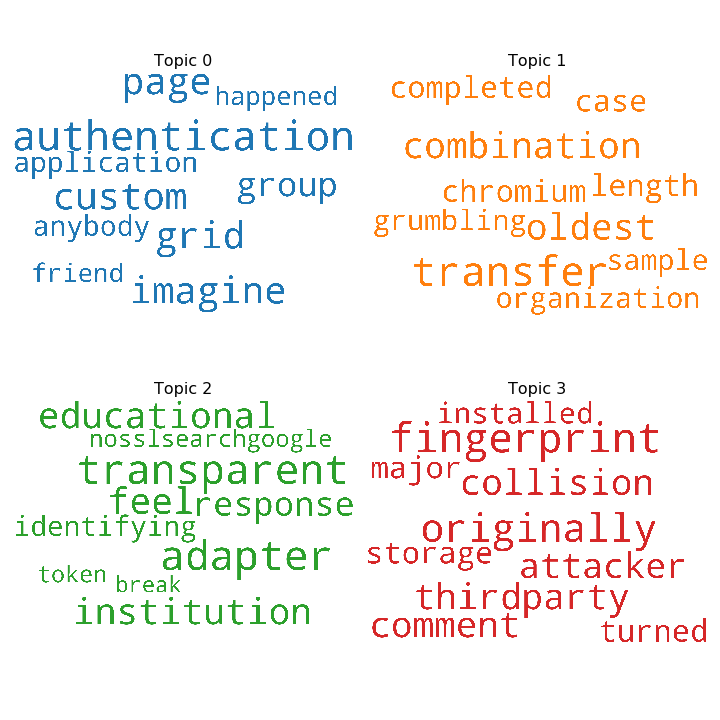 Topic 0
page
happened
authentication
application
custom
group
anybody
grid
friend
imagine
Topic 1
completed
case
combination
chromium
length
grumbling
oldest
transfer
sample
organization
Topic 2
educational
nosslsearchgoogle
transparent
feel
response
identifying
adapter
token
break
institution
Topic 3
installed
fingerprint
major
collision
originally
storage
attacker
thirdparty
comment
turned